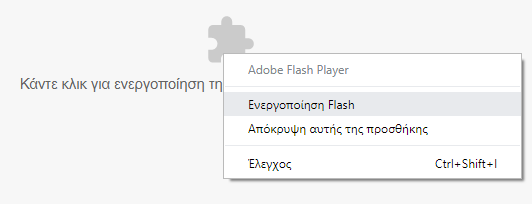 Κάντε κλικ για ενεργοποίηση τη
Adobe Flash Player
Ενεργοποίηση Flash
Απόκρυψη αυτής της προσθήκης
Έλεγχος Ctrl+Shift+I